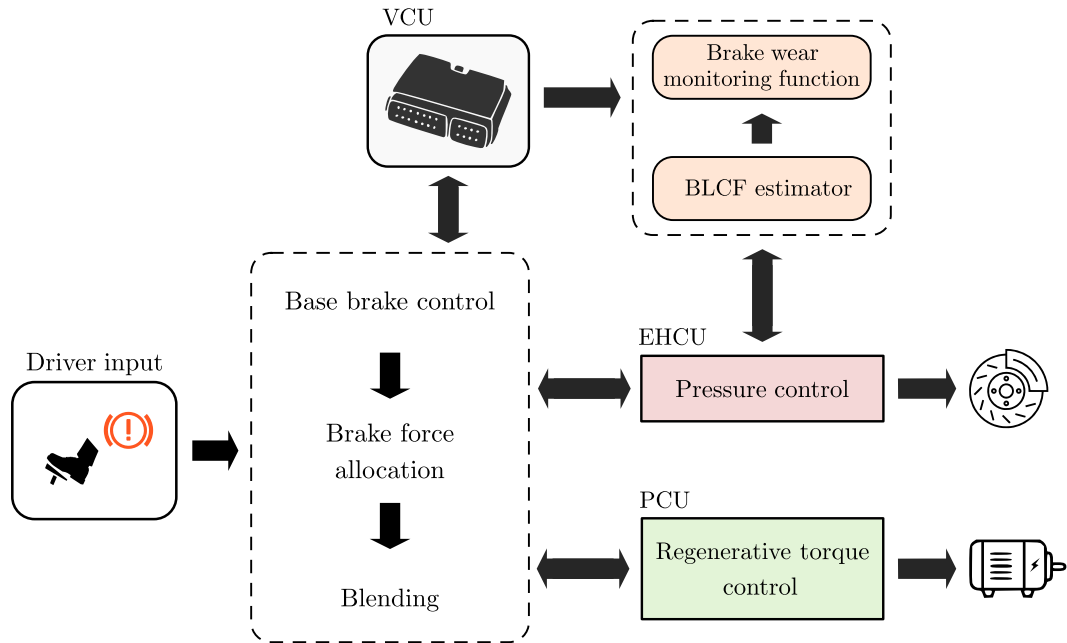 VCU
Brake wear
monitoring function
BLCF estimator
Base brake control
EHCU
Driver input
Pressure control
Brake force
allocation
PCU
Regenerative torque
control
Blending